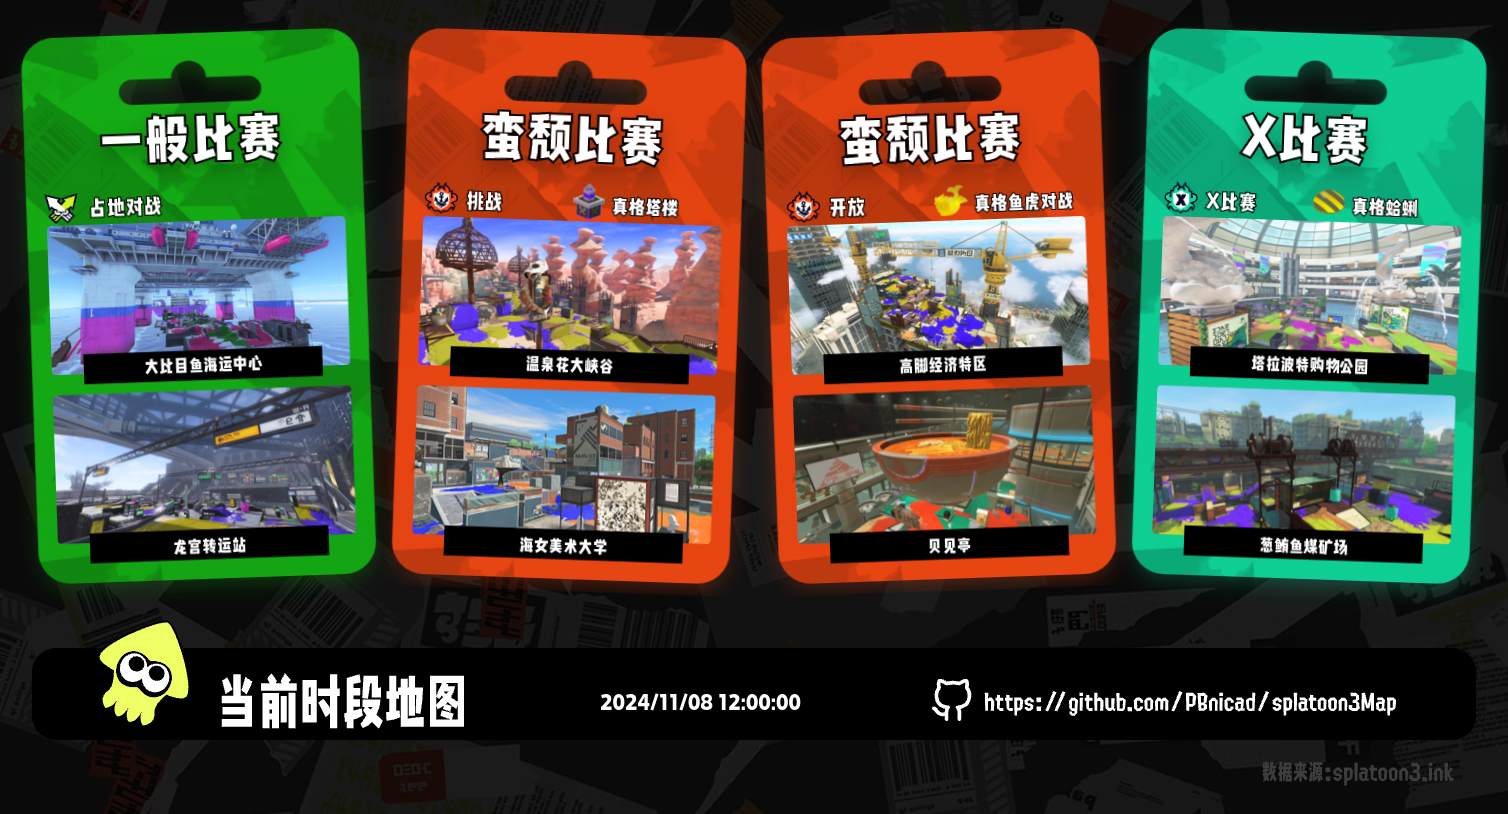 一般比赛
占地对战
大比目鱼海运中心
龙宫转运站
蛮颓比赛
挑战
真格塔楼
温泉花大峡谷
海女美术大学
蛮颓比赛
开放
真格鱼虎对战
高脚经济特区
贝贝亭
X比赛
X比赛
真格蛤蜊
塔拉波特购物公园
葱鲔鱼煤矿场
当前时段地图
2024/11/08 12:00:00
https://github.com/PBnicad/splatoon3Map
数据来源:splatoon3.ink